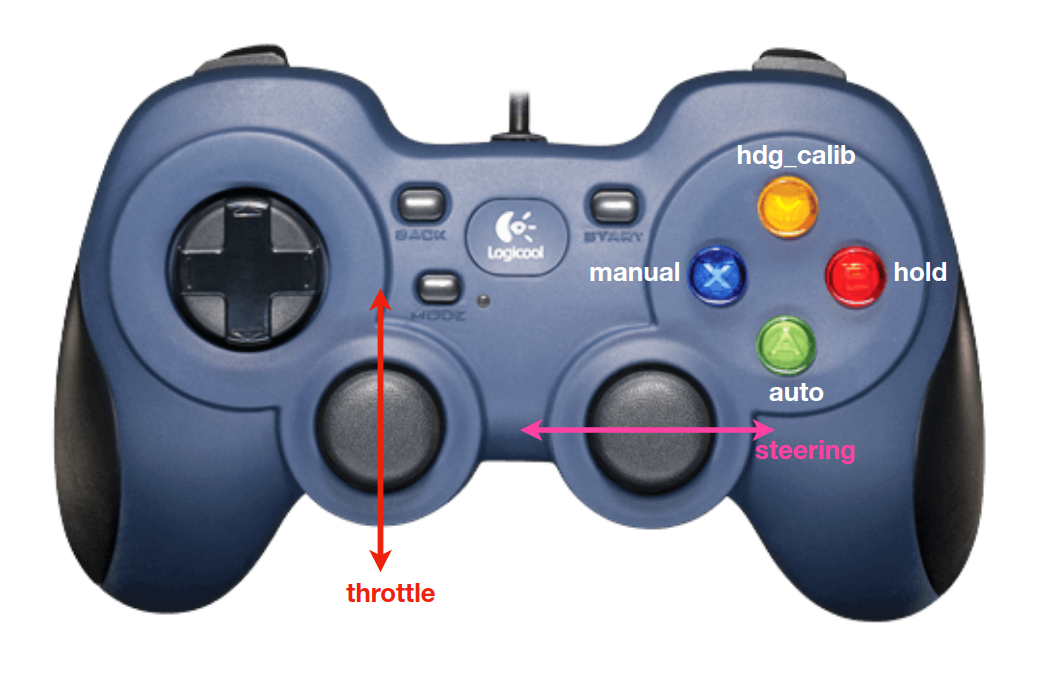 hdg_calib
BACK
START
Logicool
manual
X
Y
B
hold
MODE
A
auto
steering
throttle